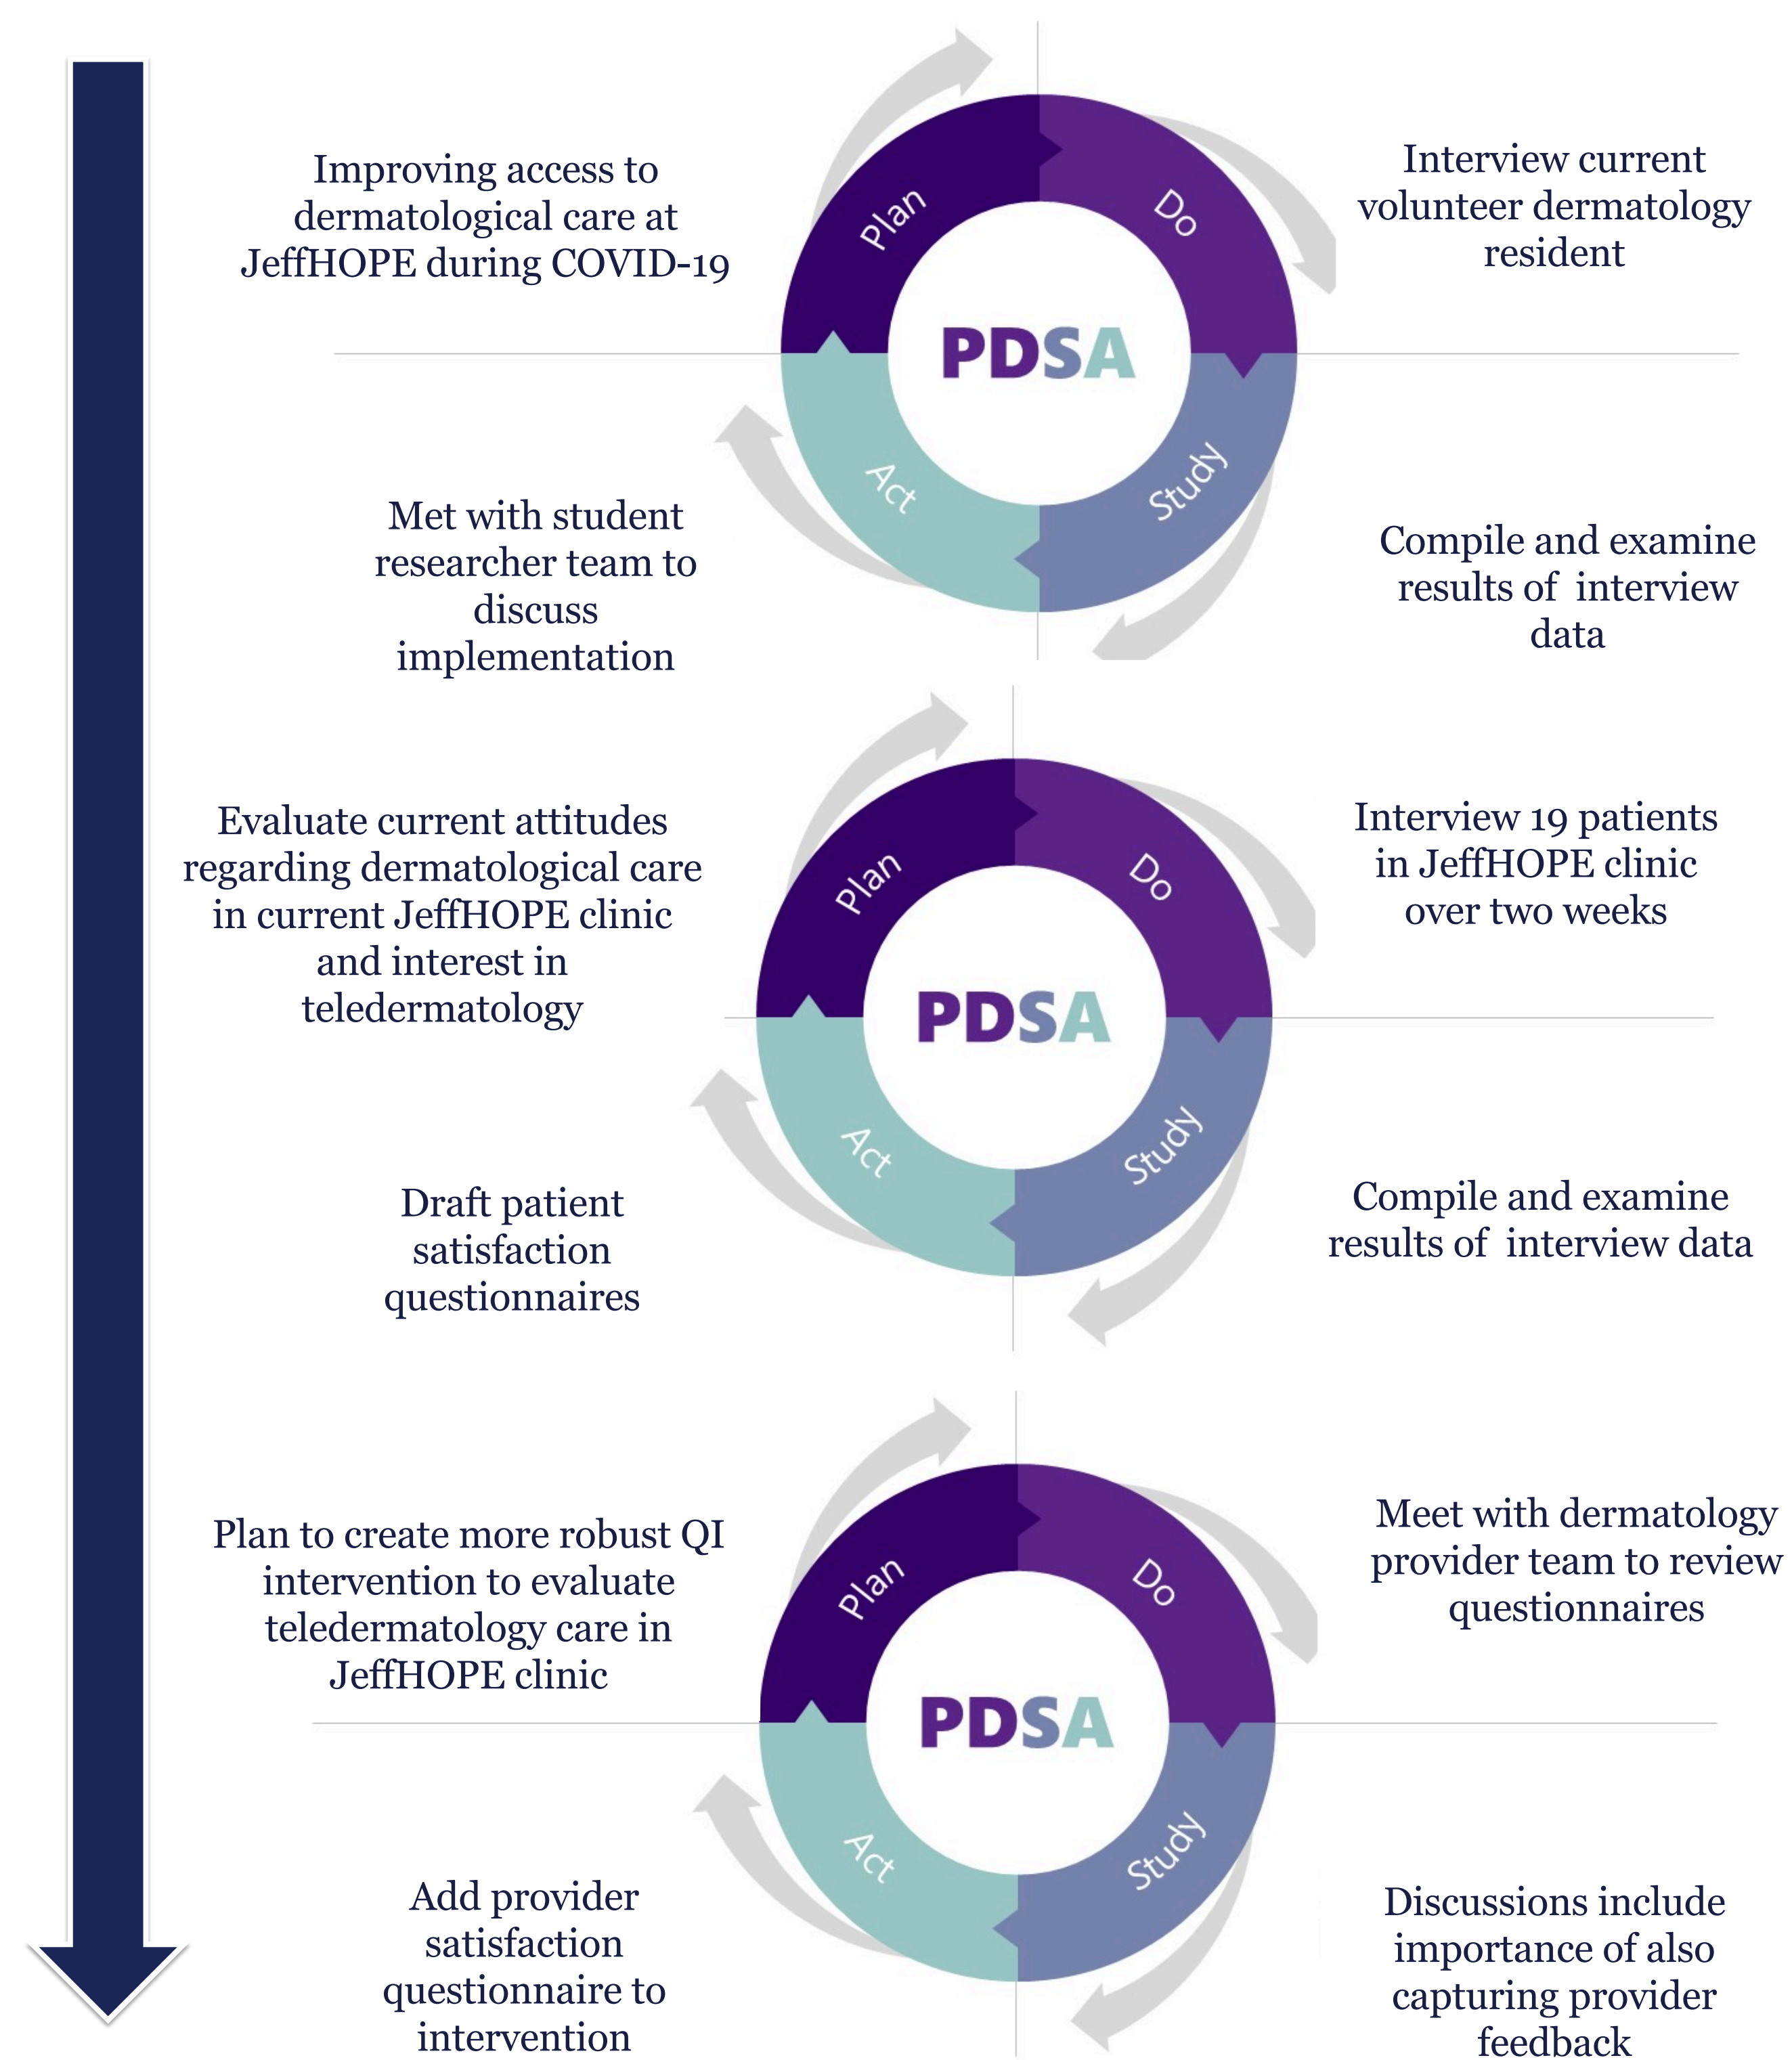 Improving access to
dermatological care at
JeffHOPE during COVID-19
Plan
Do
Interview current
volunteer dermatology
resident
PDSA
Met with student
researcher team to
discuss
implementation
Act
Study
Compile and examine
results of interview
data
Evaluate current attitudes
regarding dermatological care
in current JeffHOPE clinic
and interest in
teledermatology
Plan
Do
Interview 19 patients
in JeffHOPE clinic
over two weeks
PDSA
Draft patient
satisfaction
questionnaires
Act
Study
Compile and examine
results of interview data
Plan to create more robust QI
intervention to evaluate
teledermatology care in
JeffHOPE clinic
Plan
Do
Meet with dermatology
provider team to review
questionnaires
PDSA
Add provider
satisfaction
questionnaire to
intervention
Act
Study
Discussions include
importance of also
capturing provider
feedback